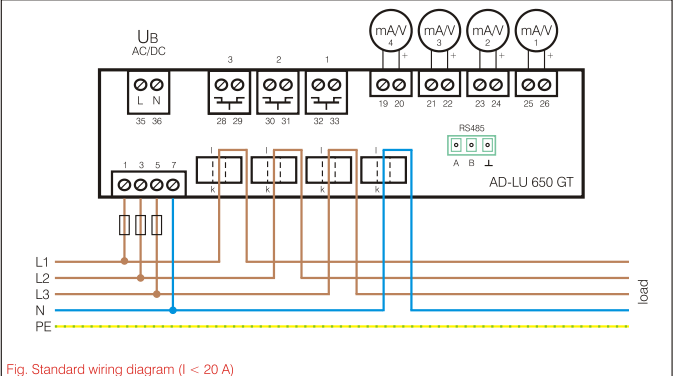 UB
AC/DC
3 2 1
mA/V 4 +
mA/V 3 +
mA/V 2 +
mA/V 1 +
L N
35 36
28 29
30 31
32 33
19 20
21 22
23 24
25 26
RS485
A B ⊥
1 3 5 7
l l l l
k k k k
AD-LU 650 GT
L1
L2
L3
N
PE
load
Fig. Standard wiring diagram (I < 20 A)